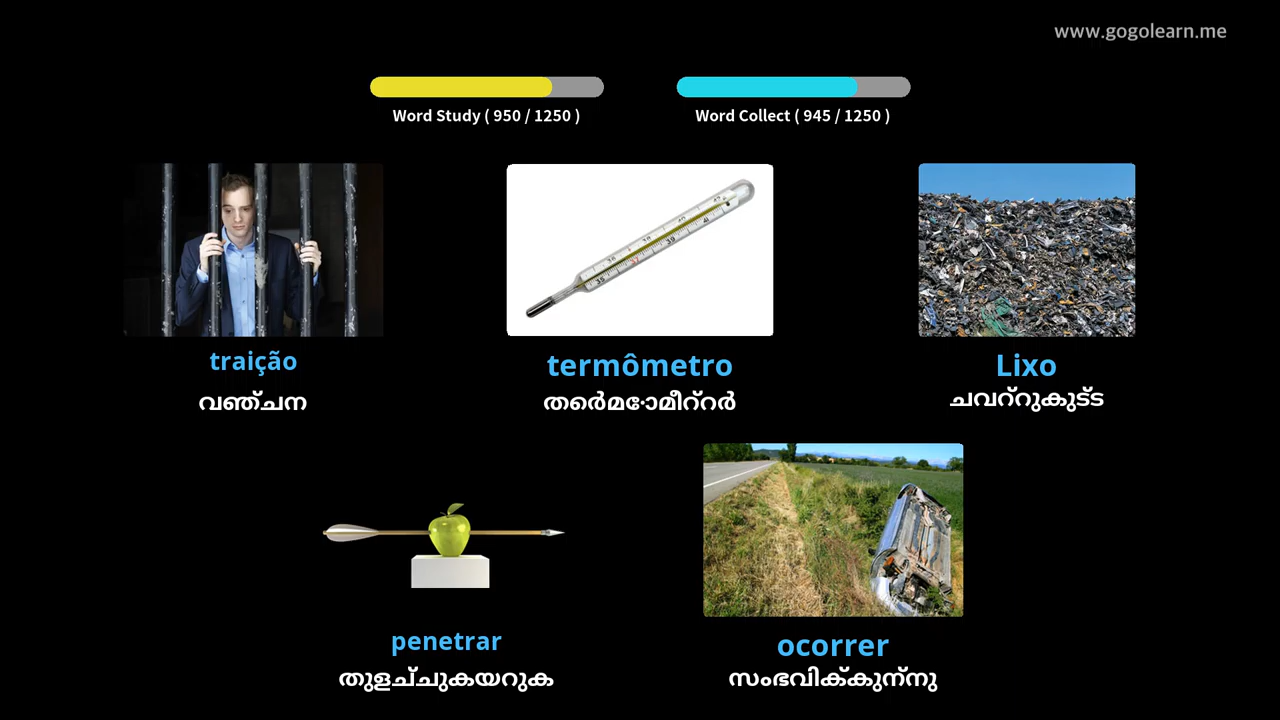 www.gogolearn.me
Word Study ( 950 / 1250 )
Word Collect ( 945 / 1250 )
traição
വഞ്ചന
termômetro
തെർമോമീറ്റർ
Lixo
ചവറ്റുകുട്ട
penetrar
തുളച്ചുകയറുക
ocorrer
സംഭവിക്കുന്നു